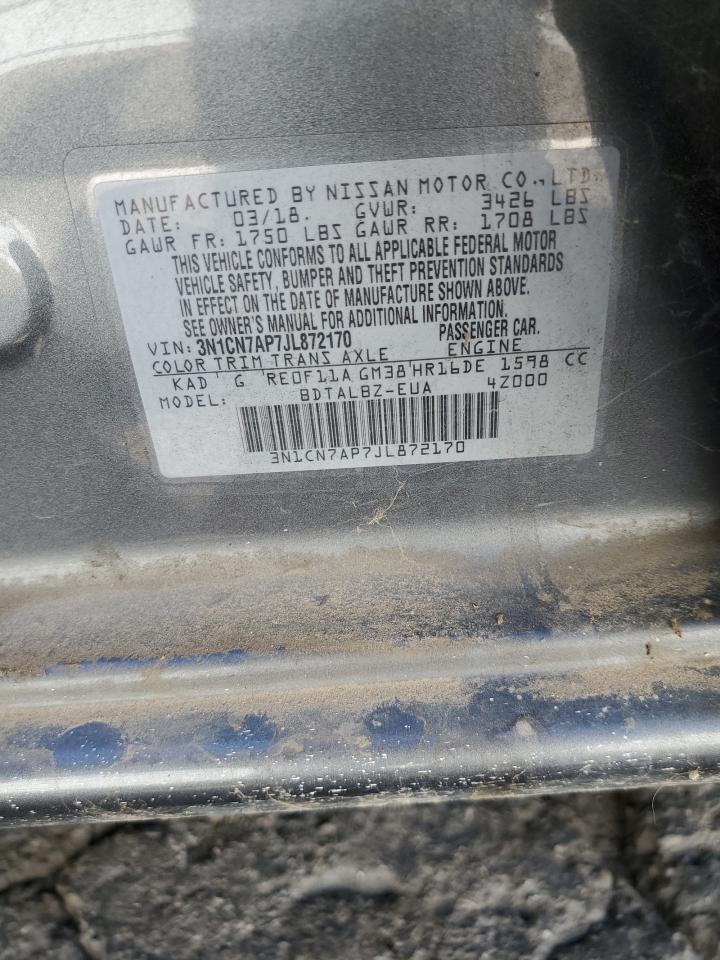 MANUFACTURED BY NISSAN MOTOR CO., LTD.
DATE: 03/18. GVWR: 3426 LBS
GAWR FR: 1750 LBS GAWR RR: 1708 LBS
THIS VEHICLE CONFORMS TO ALL APPLICABLE FEDERAL MOTOR
VEHICLE SAFETY, BUMPER AND THEFT PREVENTION STANDARDS
IN EFFECT ON THE DATE OF MANUFACTURE SHOWN ABOVE.
SEE OWNER'S MANUAL FOR ADDITIONAL INFORMATION.
VIN: 3N1CN7AP7JL872170 PASSENGER CAR.
COLOR TRIM TRANS AXLE ENGINE
KAD G RE0F11A GM38 HR16DE 1598 CC
MODEL: BDTALBZ-EUA 4Z000
3N1CN7AP7JL872170